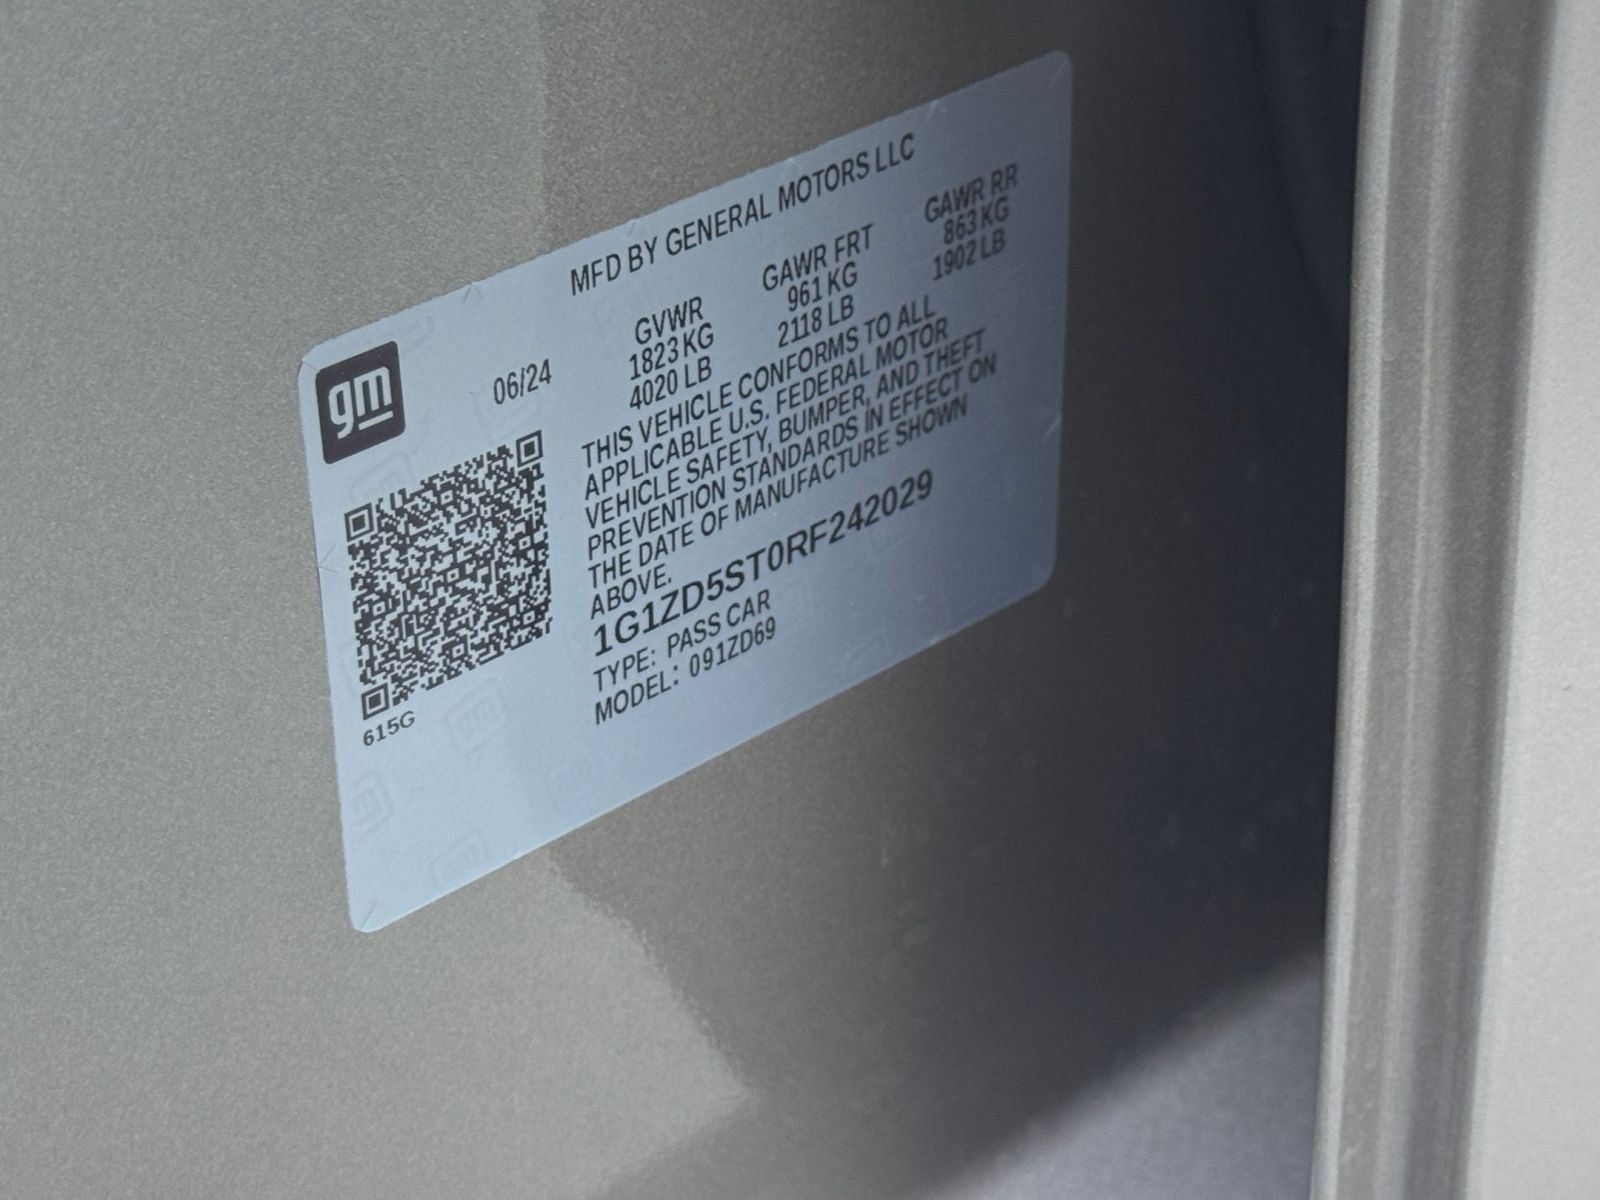 MFD BY GENERAL MOTORS LLC
gm
06/24
GVWR
1823 KG
4020 LB
GAWR FRT
961 KG
2118 LB
GAWR RR
863 KG
1902 LB
THIS VEHICLE CONFORMS TO ALL
APPLICABLE U.S. FEDERAL MOTOR
VEHICLE SAFETY, BUMPER, AND THEFT
PREVENTION STANDARDS IN EFFECT ON
THE DATE OF MANUFACTURE SHOWN
ABOVE.
1G1ZD5ST0RF242029
TYPE: PASS CAR
MODEL: 091ZD69
615G